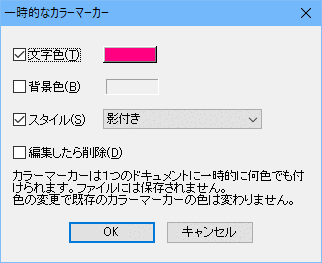 一時的なカラーマーカー
文字色(T)
背景色(B)
スタイル(S) 影付き
編集したら削除(D)
カラーマーカーは1つのドキュメントに一時的に何色でも付
けられます。ファイルには保存されません。
色の変更で既存のカラーマーカーの色は変わりません。
OK キャンセル